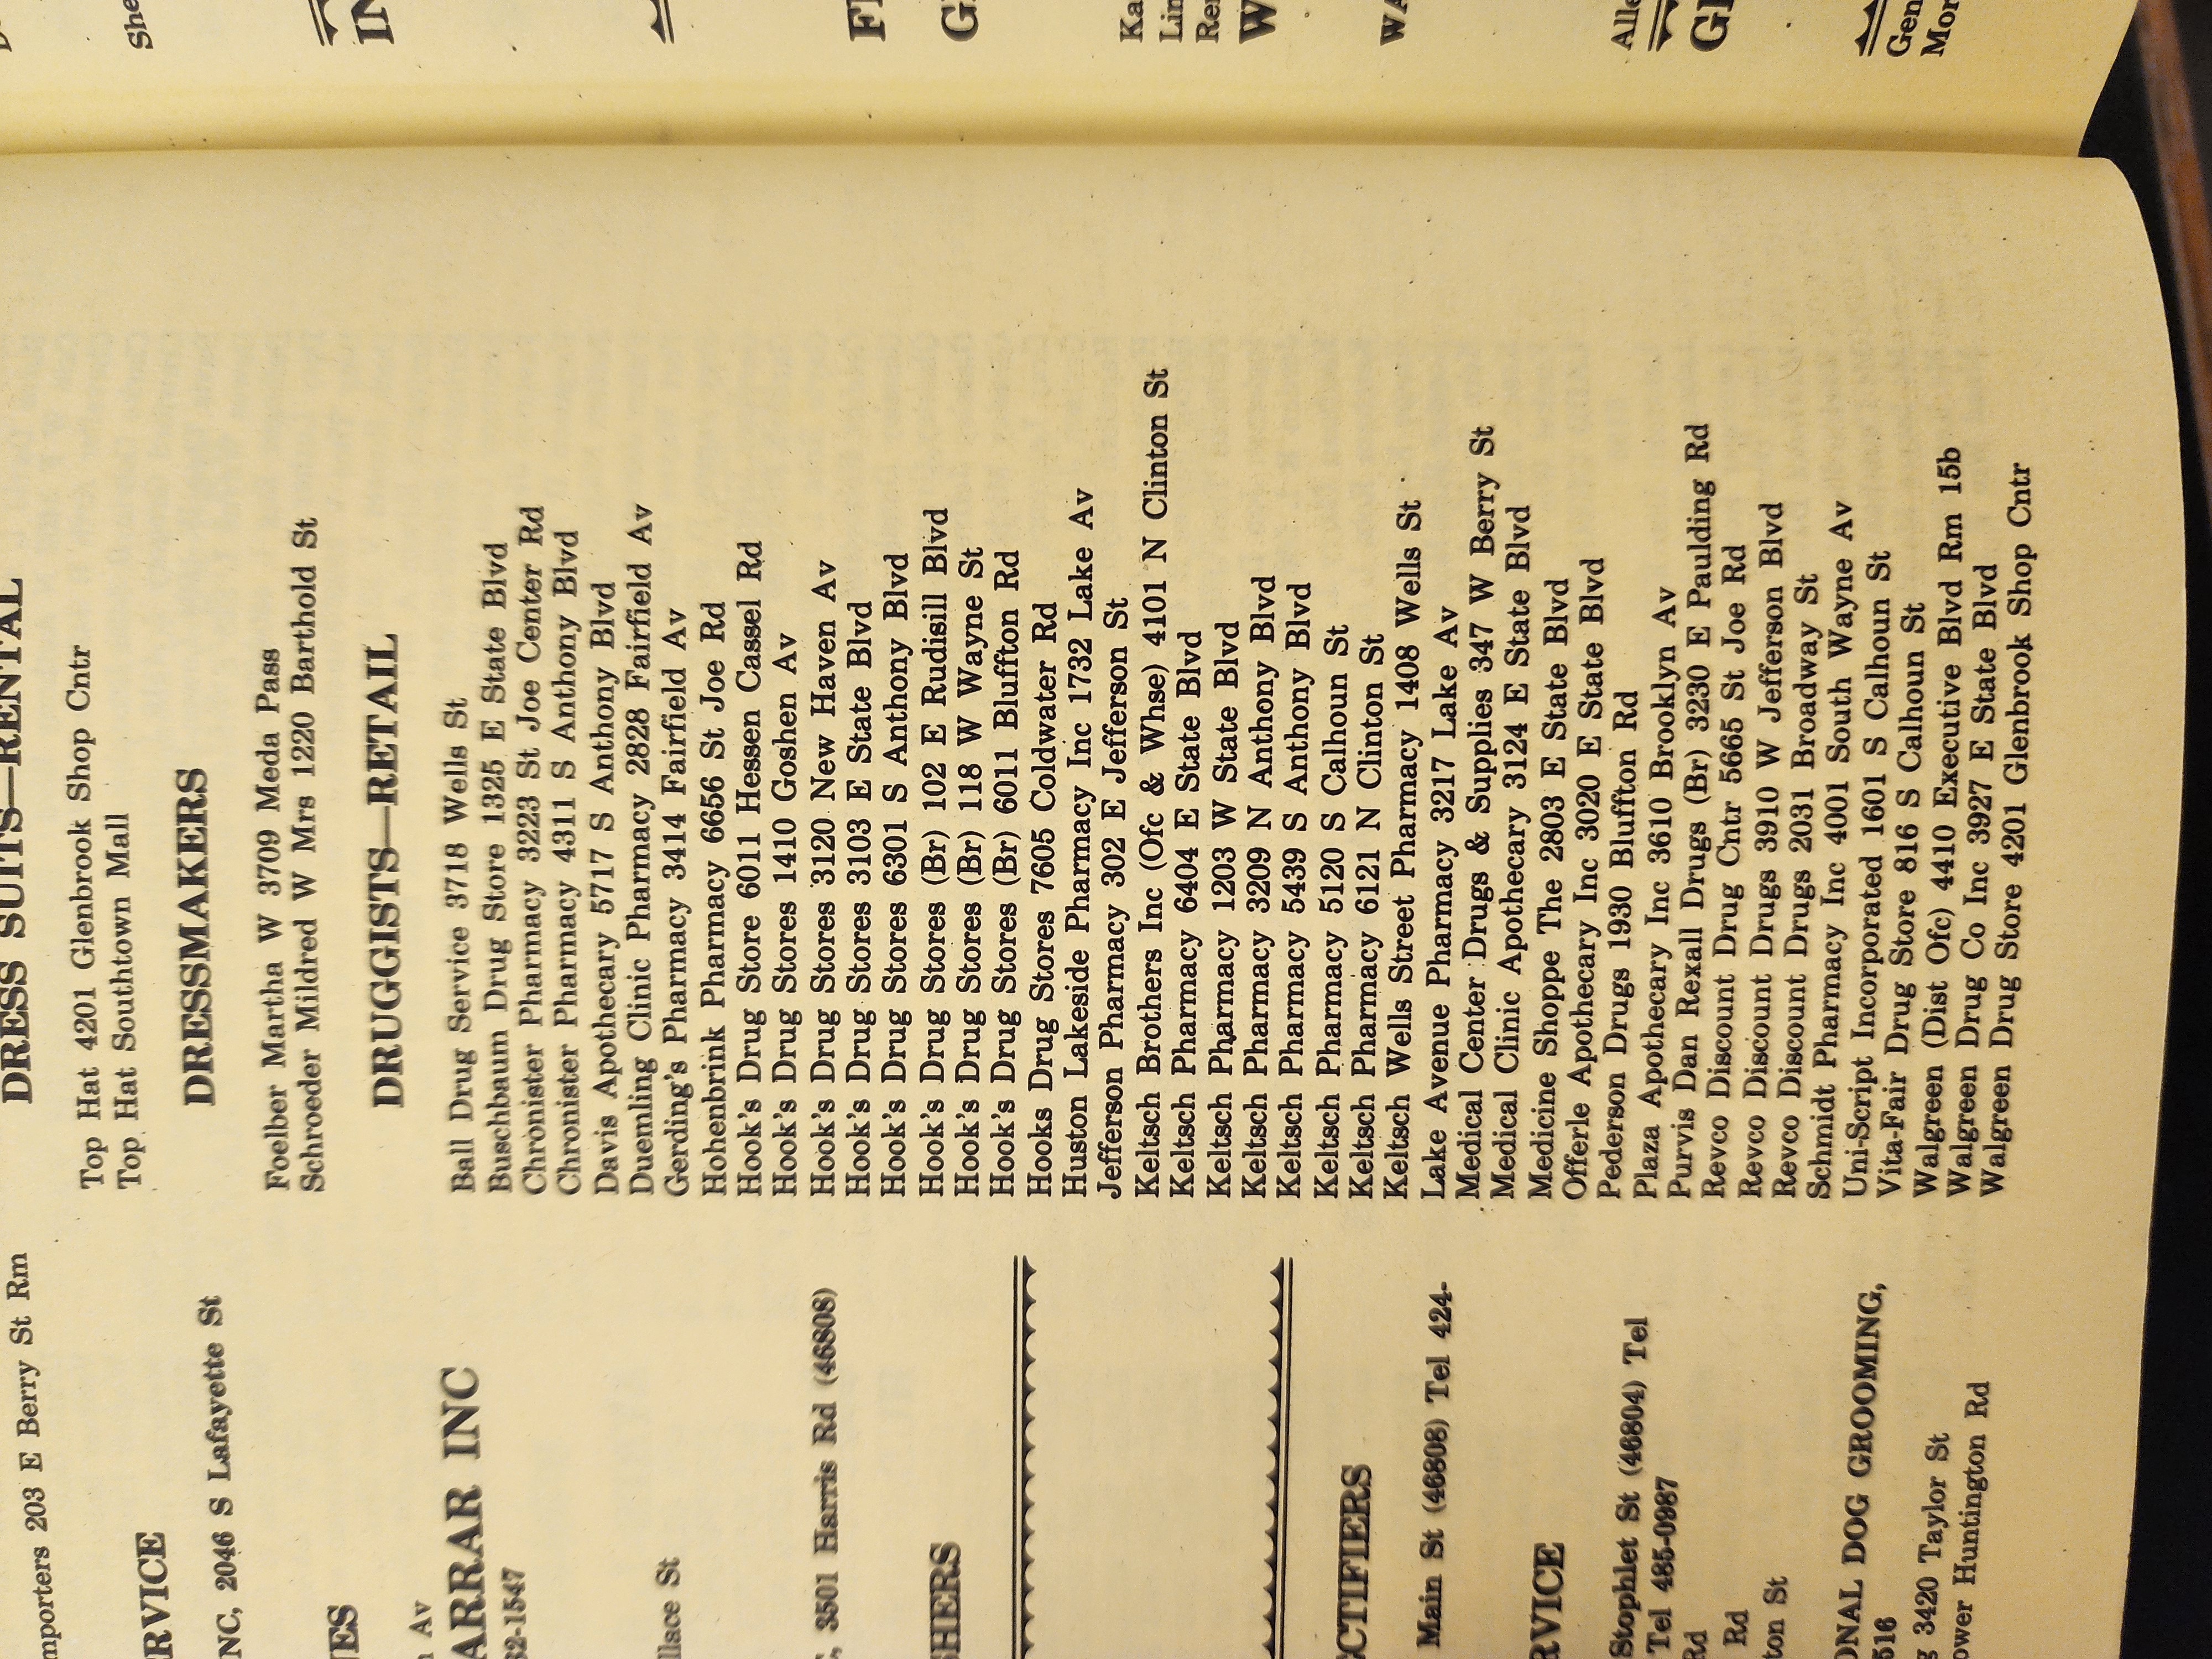 mporters 203 E Berry St Rm
RVICE
NC, 2046 S Lafayette St
ARRAR INC
32-1547
llace St
3501 Harris Rd (46808)
SHERS
CTIFIERS
Main St (46808) Tel 424-
RVICE
Stophlet St (46804) Tel
Tel 485-0987
Rd
Rd
ton St
ONAL DOG GROOMING,
516
g 3420 Taylor St
ower Huntington Rd
DRESS SUITS—RENTAL
Top Hat 4201 Glenbrook Shop Cntr
Top Hat Southtown Mall
DRESSMAKERS
Foelber Martha W 3709 Meda Pass
Schroeder Mildred W Mrs 1220 Barthold St
DRUGGISTS—RETAIL
Ball Drug Service 3718 Wells St
Buschbaum Drug Store 1325 E State Blvd
Chronister Pharmacy 3223 St Joe Center Rd
Chronister Pharmacy 4311 S Anthony Blvd
Davis Apothecary 5717 S Anthony Blvd
Duemling Clinic Pharmacy 2828 Fairfield Av
Gerding's Pharmacy 3414 Fairfield Av
Hohenbrink Pharmacy 6656 St Joe Rd
Hook's Drug Store 6011 Hessen Cassel Rd
Hook's Drug Stores 1410 Goshen Av
Hook's Drug Stores 3120 New Haven Av
Hook's Drug Stores 3103 E State Blvd
Hook's Drug Stores 6301 S Anthony Blvd
Hook's Drug Stores (Br) 102 E Rudisill Blvd
Hook's Drug Stores (Br) 118 W Wayne St
Hook's Drug Stores (Br) 6011 Bluffton Rd
Hooks Drug Stores 7605 Coldwater Rd
Huston Lakeside Pharmacy Inc 1732 Lake Av
Jefferson Pharmacy 302 E Jefferson St
Keltsch Brothers Inc (Ofc & Whse) 4101 N Clinton St
Keltsch Pharmacy 6404 E State Blvd
Keltsch Pharmacy 1203 W State Blvd
Keltsch Pharmacy 3209 N Anthony Blvd
Keltsch Pharmacy 5439 S Anthony Blvd
Keltsch Pharmacy 5120 S Calhoun St
Keltsch Pharmacy 6121 N Clinton St
Keltsch Wells Street Pharmacy 1408 Wells St
Lake Avenue Pharmacy 3217 Lake Av
Medical Center Drugs & Supplies 347 W Berry St
Medical Clinic Apothecary 3124 E State Blvd
Medicine Shoppe The 2803 E State Blvd
Offerle Apothecary Inc 3020 E State Blvd
Pederson Drugs 1930 Bluffton Rd
Plaza Apothecary Inc 3610 Brooklyn Av
Purvis Dan Rexall Drugs (Br) 3230 E Paulding Rd
Revco Discount Drug Cntr 5665 St Joe Rd
Revco Discount Drugs 3910 W Jefferson Blvd
Revco Discount Drugs 2031 Broadway St
Schmidt Pharmacy Inc 4001 South Wayne Av
Uni-Script Incorporated 1601 S Calhoun St
Vita-Fair Drug Store 816 S Calhoun St
Walgreen (Dist Ofc) 4410 Executive Blvd Rm 15b
Walgreen Drug Co Inc 3927 E State Blvd
Walgreen Drug Store 4201 Glenbrook Shop Cntr
She
IN
Ka
Lin
Rei
W
WA
Alle
Gen
Mor